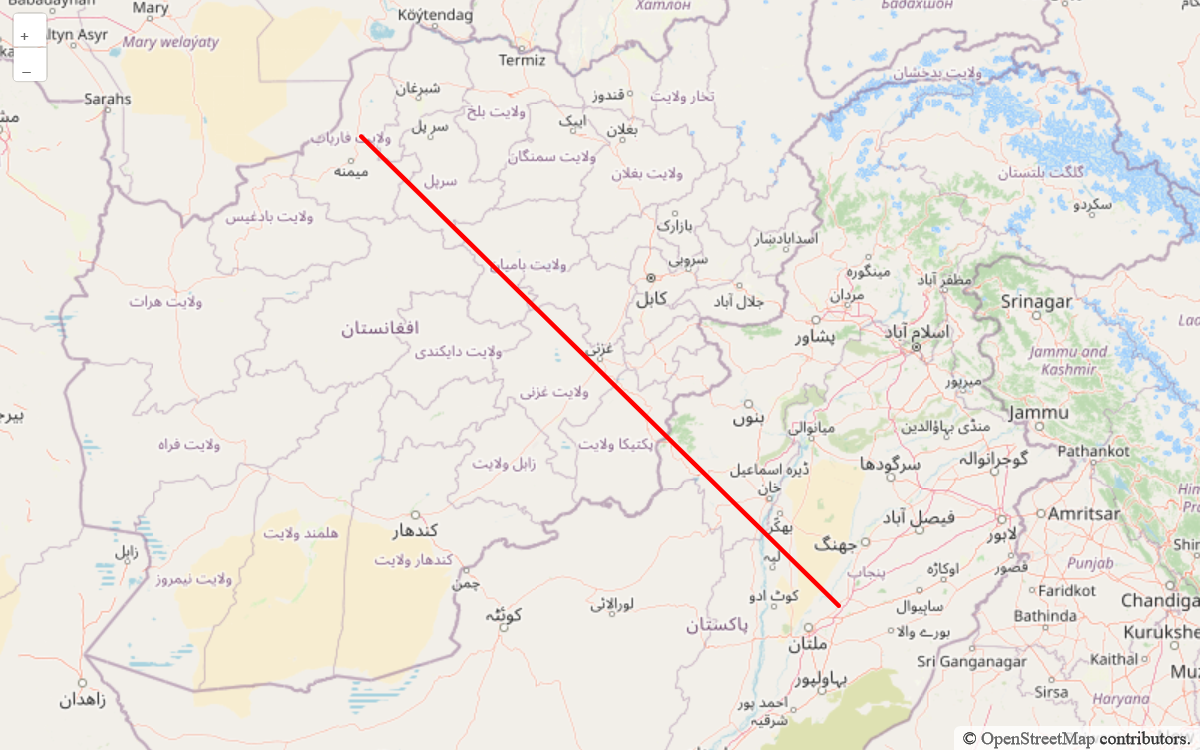 Babadayhan
Mary
Köýtendag
Хатлон
Бадахшон
+
Altyn Asyr
Mary welaýaty
–
Termiz
ولایت بدخشان
Sarahs
شبرغان
قندوز
تخار ولایت
ولایت بلخ
ایبک
سر پل
بغلان
ولایت فاریاب
ولایت سمنگان
میمنه
سرپل
ولایت بغلان
گلگت بلتستان
سکردو
ولایت بادغیس
بازارک
اسدابادښار
سروبی
ولایت بامیان
مینگورہ
مظفر آباد
کابل
جلال آباد
مردان
ولایت هرات
Srinagar
افغانستان
پشاور
اسلام آباد
غزنی
ولایت دایکندی
Jammu and
Kashmir
میرپور
ولایت غزنی
بنوں
Jammu
میانوالی
منڈی بہاؤالدین
ولایت فراه
پکتیکا ولایت
Pathankot
گوجرانوالہ
زابل ولایت
ڈیرہ اسماعیل
خان
سرگودھا
Amritsar
کندهار
بھکّر
فیصل آباد
لاہور
هلمند ولایت
جھنگ
زابل
کندهار ولایت
لیہ
قصور
Punjab
ولایت نیمروز
چمن
پنجاب
اوکاڑہ
Faridkot
کوٹ ادو
لورالائی
ساہیوال
Chandiga
کوئٹہ
Bathinda
پاکستان
بورے والا
Kurukshe
ملتان
Sri Ganganagar
Kaithal
زاهدان
بہاولپور
Sirsa
Haryana
احمد پور
شرقیہ
© OpenStreetMap contributors.